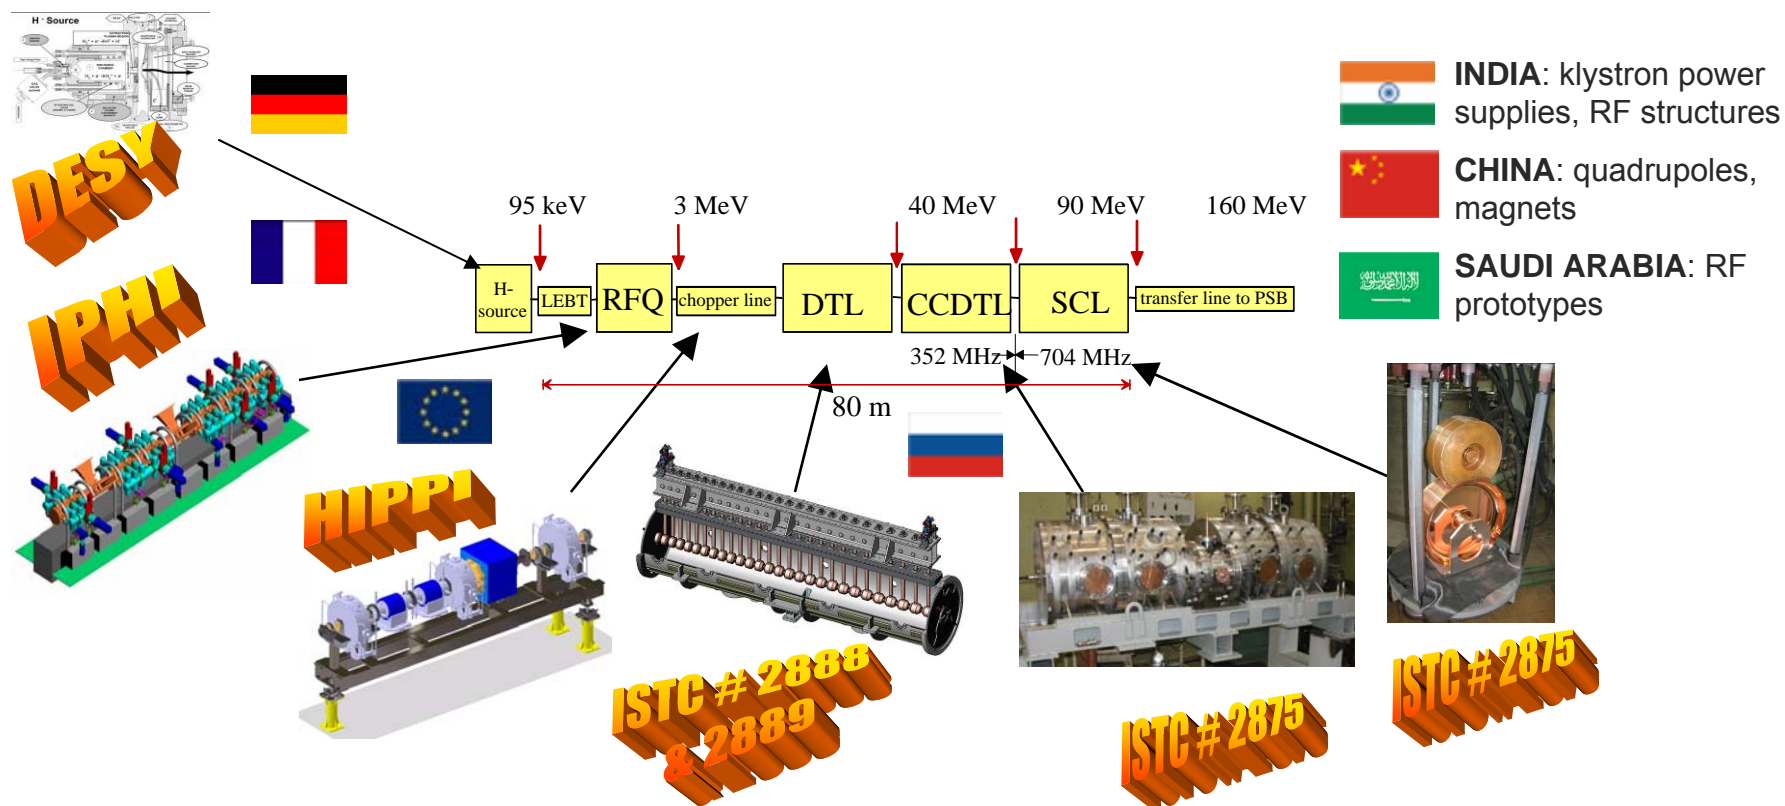 H - Source
DESY
IPHI
HIPPI
95 keV
3 MeV
40 MeV
90 MeV
160 MeV
H-
source
LEBT
RFQ
chopper line
DTL
CCDTL
SCL
transfer line to PSB
352 MHz
704 MHz
80 m
ISTC # 2888
& 2889
ISTC # 2875
ISTC # 2875
INDIA: klystron power
supplies, RF structures
CHINA: quadrupoles,
magnets
SAUDI ARABIA: RF
prototypes